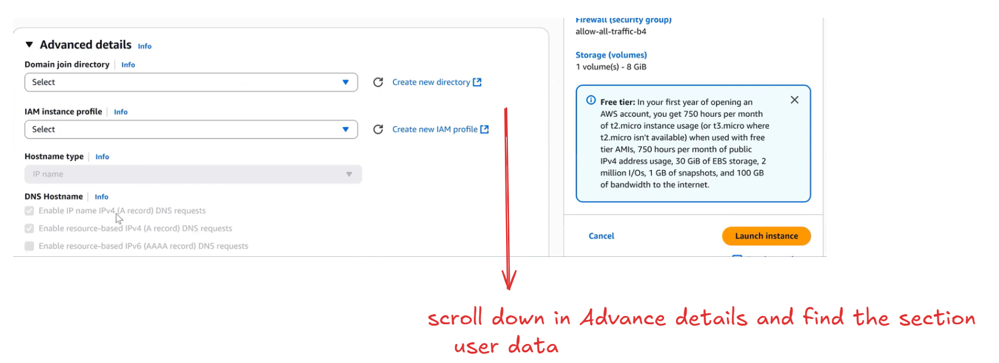 Advanced details Info
Domain join directory Info
Select
Create new directory
IAM instance profile Info
Select
Create new IAM profile
Hostname type Info
IP name
DNS Hostname Info
Enable IP name IPv4 (A record) DNS requests
Enable resource-based IPv4 (A record) DNS requests
Enable resource-based IPv6 (AAAA record) DNS requests
Firewall (security group)
allow-all-traffic-b4
Storage (volumes)
1 volume(s) - 8 GiB
Free tier: In your first year of opening an
AWS account, you get 750 hours per month
of t2.micro instance usage (or t3.micro where
t2.micro isn't available) when used with free
tier AMIs, 750 hours per month of public
IPv4 address usage, 30 GiB of EBS storage, 2
million I/Os, 1 GB of snapshots, and 100 GB
of bandwidth to the internet.
Cancel
Launch instance
scroll down in Advance details and find the section
user data